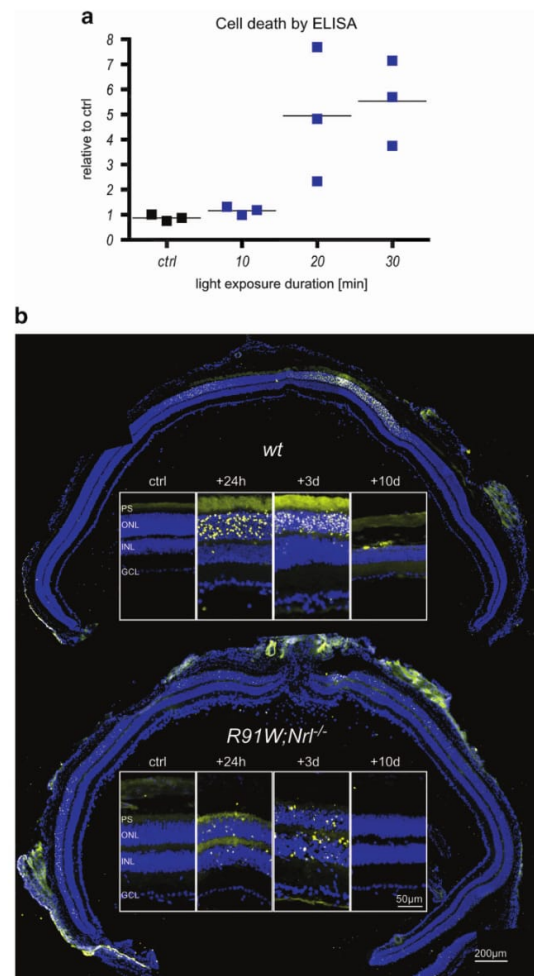 a
Cell death by ELISA
8
7
6
5
4
3
2
1
0
relative to ctrl
ctrl 10 20 30
light exposure duration [min]
b
wt
ctrl +24h +3d +10d
PS
ONL
INL
GCL
R91W;Nrl-/-
ctrl +24h +3d +10d
PS
ONL
INL
GCL
50µm
200µm